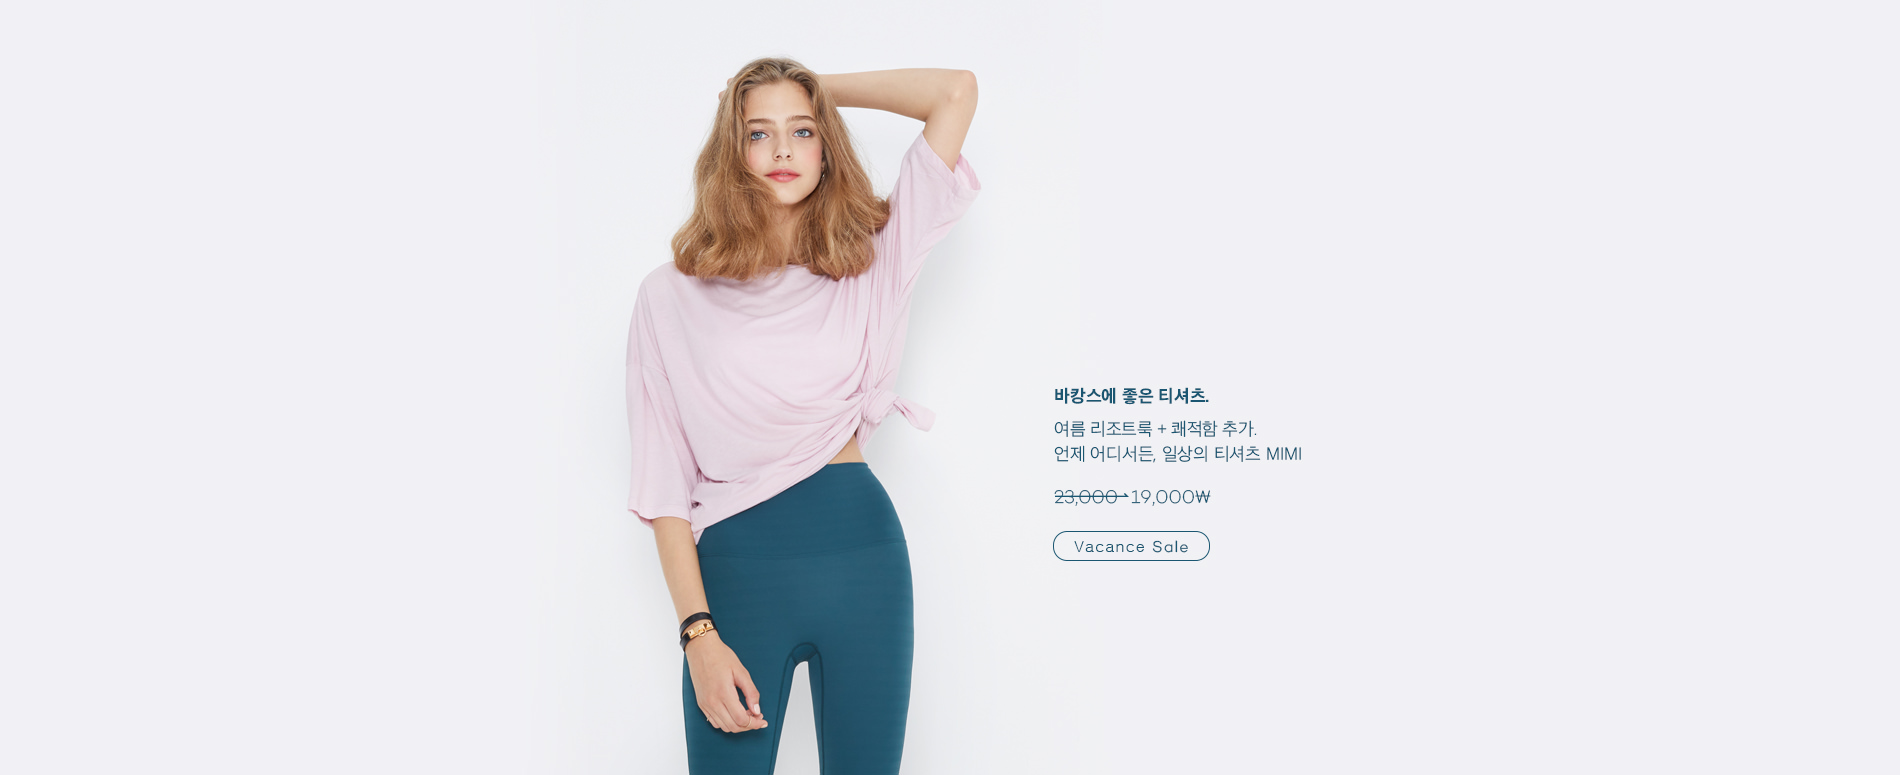 바캉스에 좋은 티셔츠.
여름 리조트룩 + 쾌적함 추가.
언제 어디서든, 일상의 티셔츠 MIMI
23,000→19,000₩
Vacance Sale